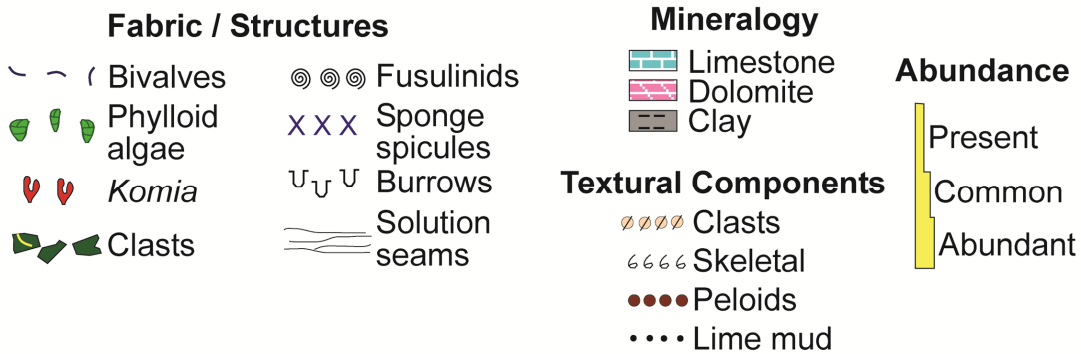 Fabric / Structures
Bivalves
Phylloid
algae
Komia
Clasts
Fusulinids
Sponge
spicules
Burrows
Solution
seams
Mineralogy
Limestone
Dolomite
Clay
Textural Components
Clasts
Skeletal
Peloids
Lime mud
Abundance
Present
Common
Abundant